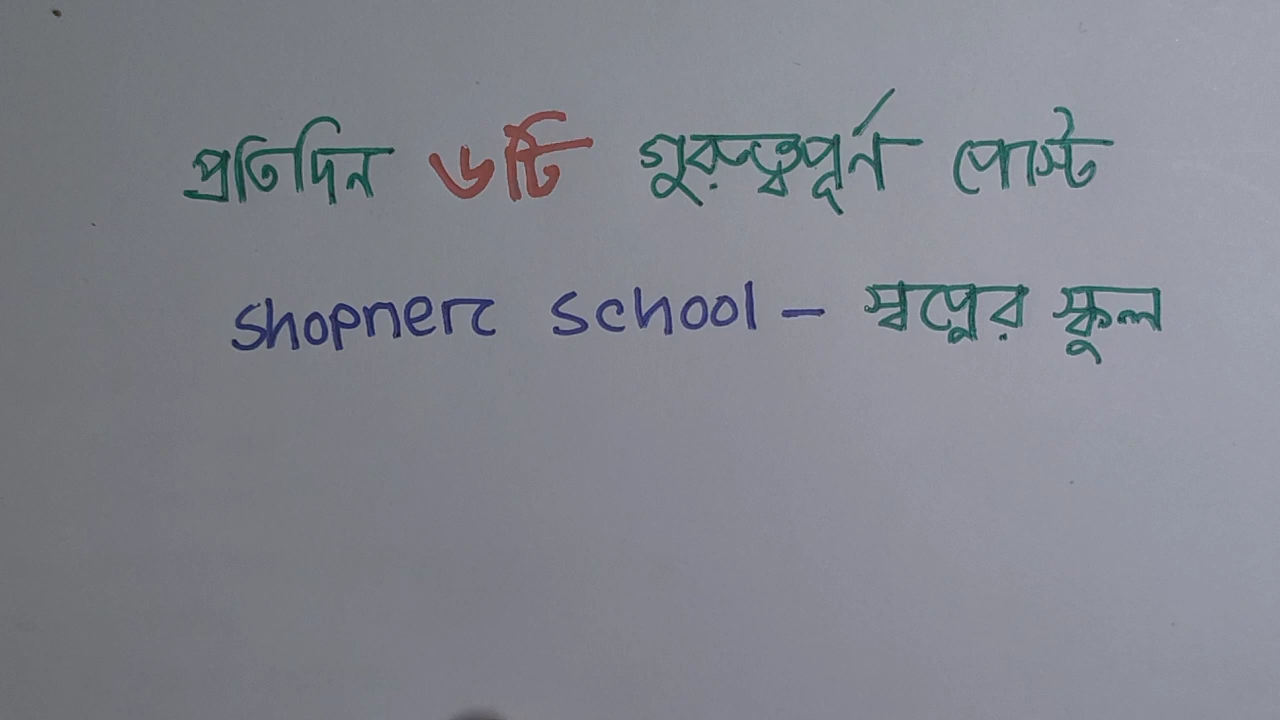 প্রতিদিন ৬টি গুরুত্বপূর্ন পোস্ট
Shopner School – স্বপ্নের স্কুল